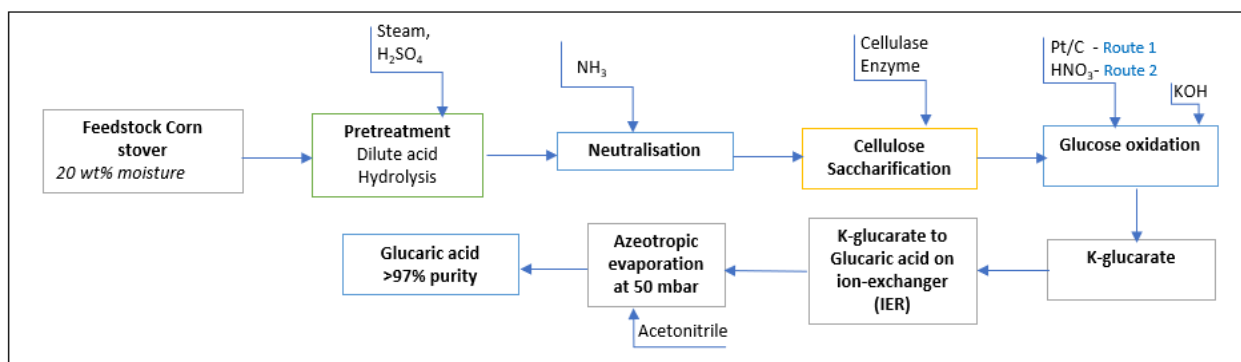 Steam,
H₂SO₄
NH₃
Cellulase
Enzyme
Pt/C - Route 1
HNO₃- Route 2
KOH
Feedstock Corn
stover
20 wt% moisture
Pretreatment
Dilute acid
Hydrolysis
Neutralisation
Cellulose
Saccharification
Glucose oxidation
Glucaric acid
>97% purity
Azeotropic
evaporation
at 50 mbar
K-glucarate to
Glucaric acid on
ion-exchanger
(IER)
K-glucarate
Acetonitrile